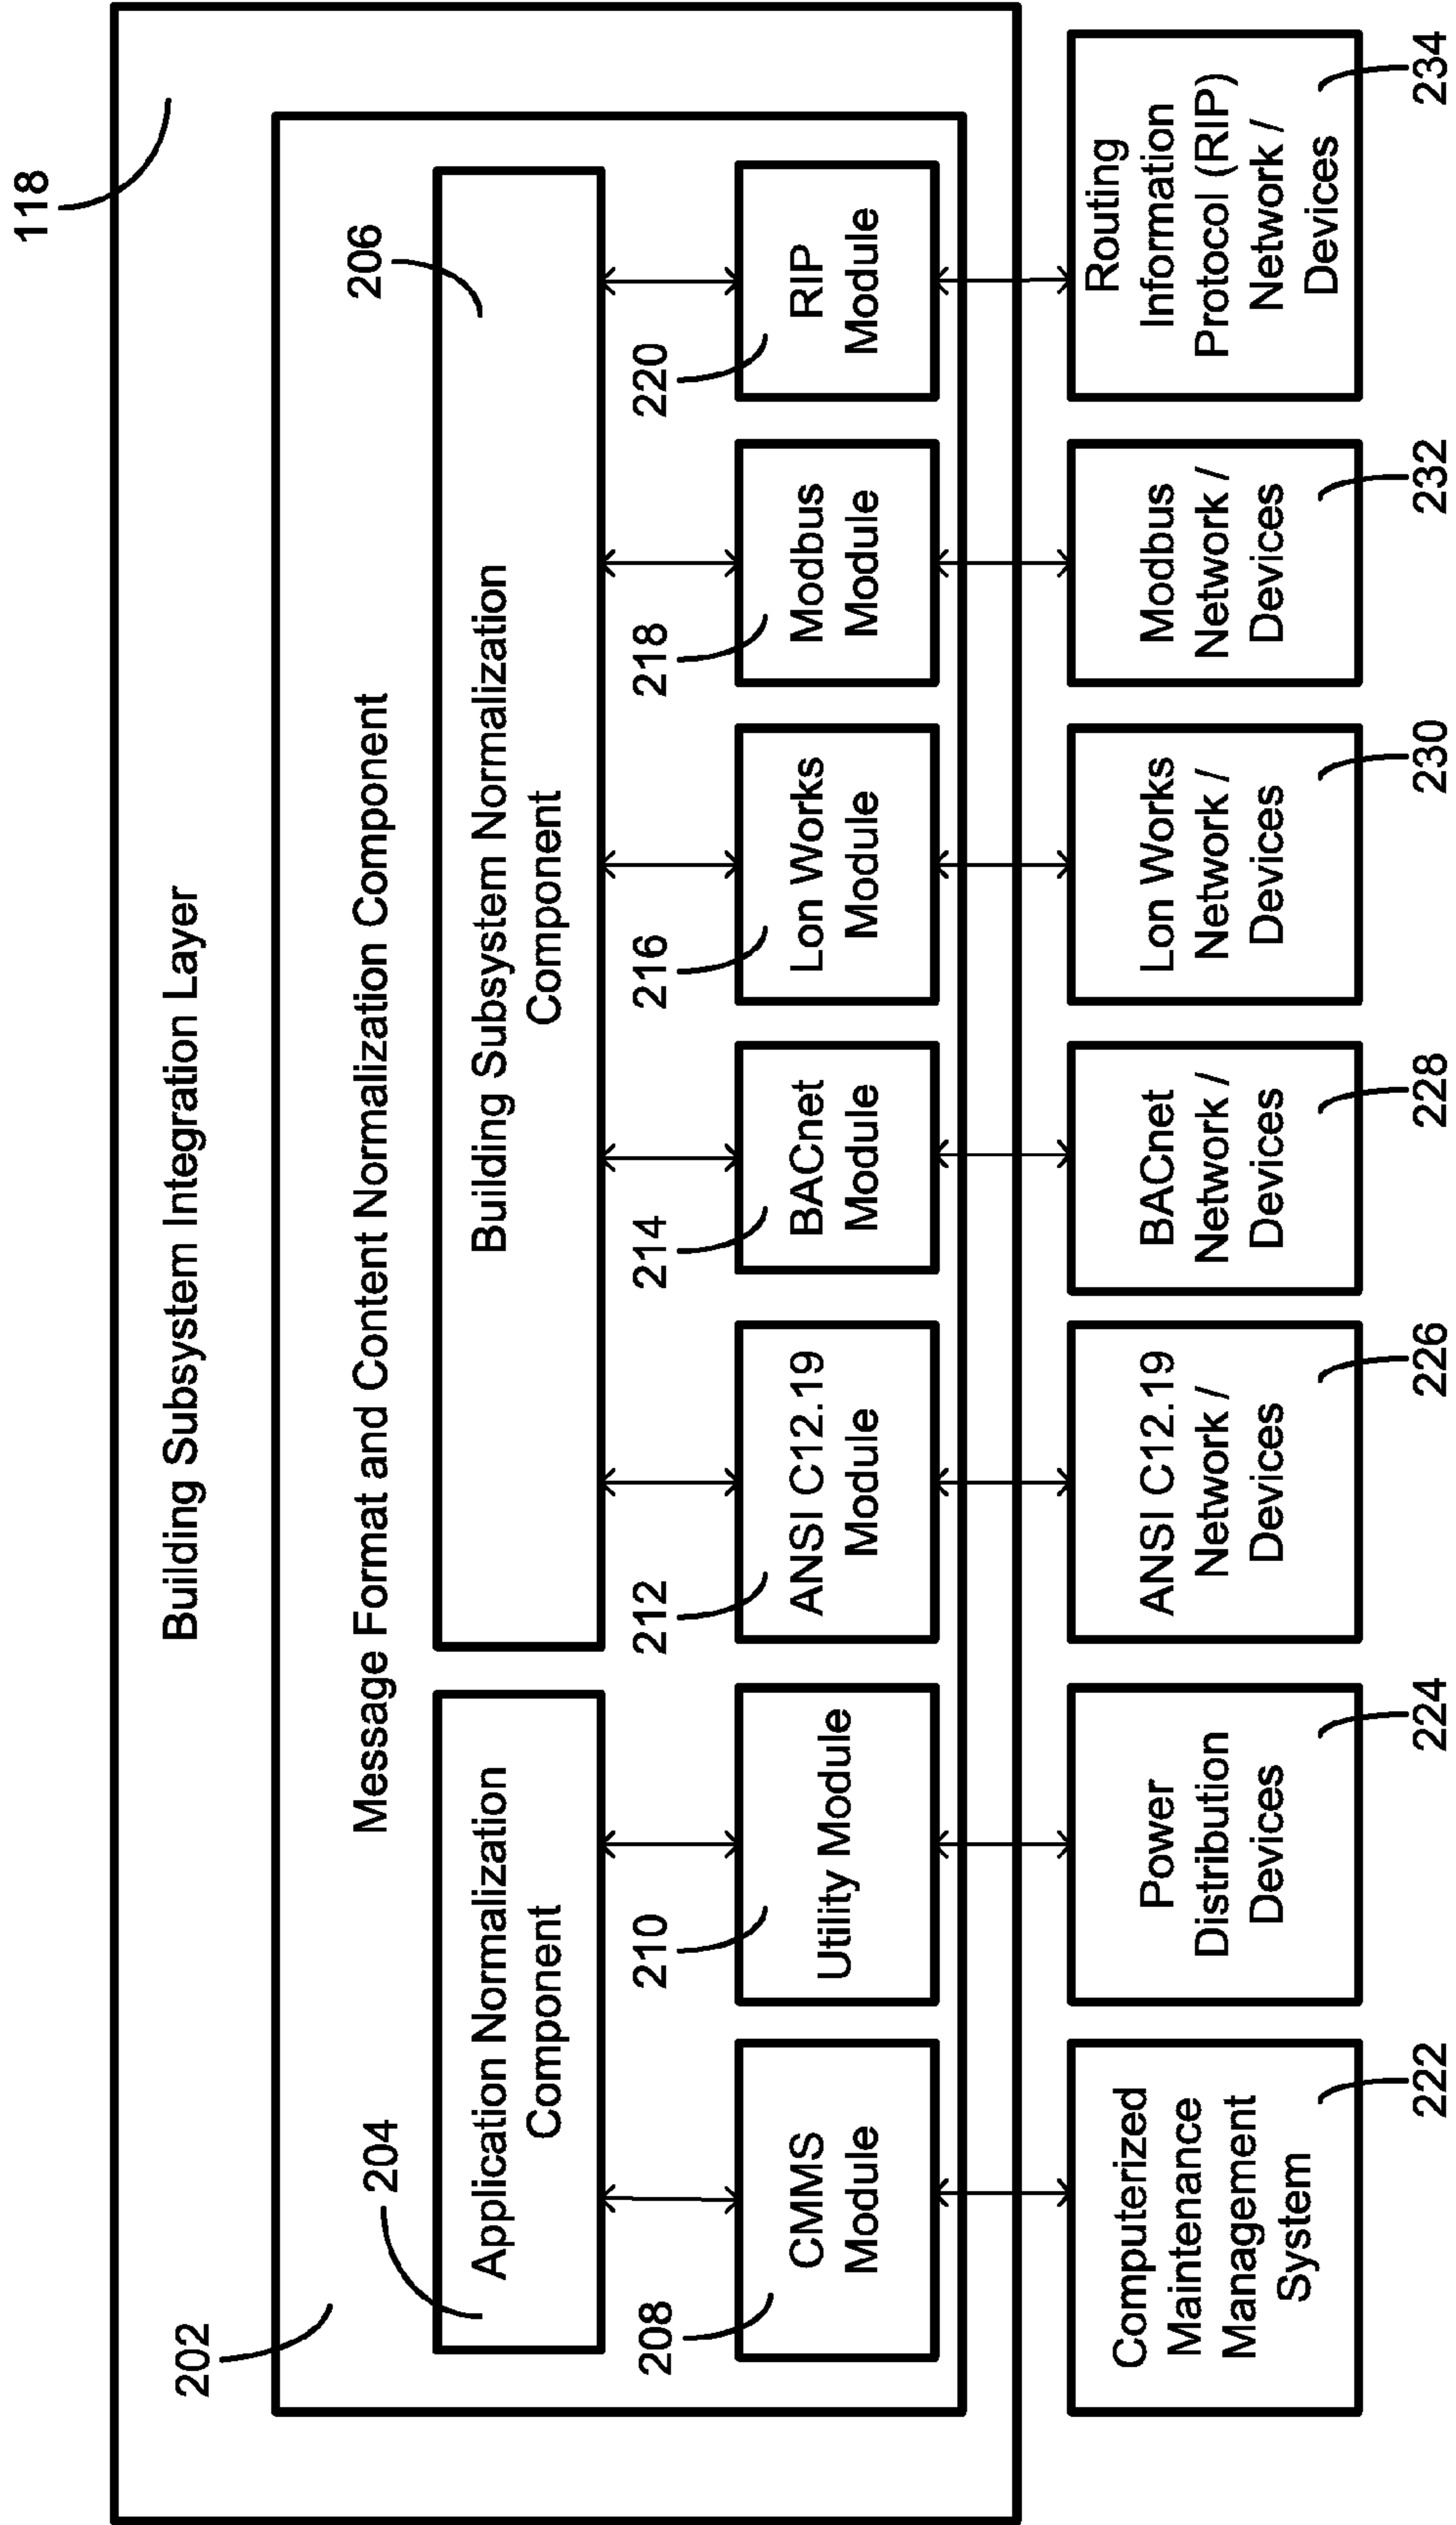 118
Building Subsystem Integration Layer
202
Message Format and Content Normalization Component
204
Application Normalization
Component
206
Building Subsystem Normalization
Component
208
CMMS
Module
210
Utility Module
212
ANSI C12.19
Module
214
BACnet
Module
216
Lon Works
Module
218
Modbus
Module
220
RIP
Module
Computerized
Maintenance
Management
System
222
Power
Distribution
Devices
224
ANSI C12.19
Network /
Devices
226
BACnet
Network /
Devices
228
Lon Works
Network /
Devices
230
Modbus
Network /
Devices
232
Routing
Information
Protocol (RIP)
Network /
Devices
234